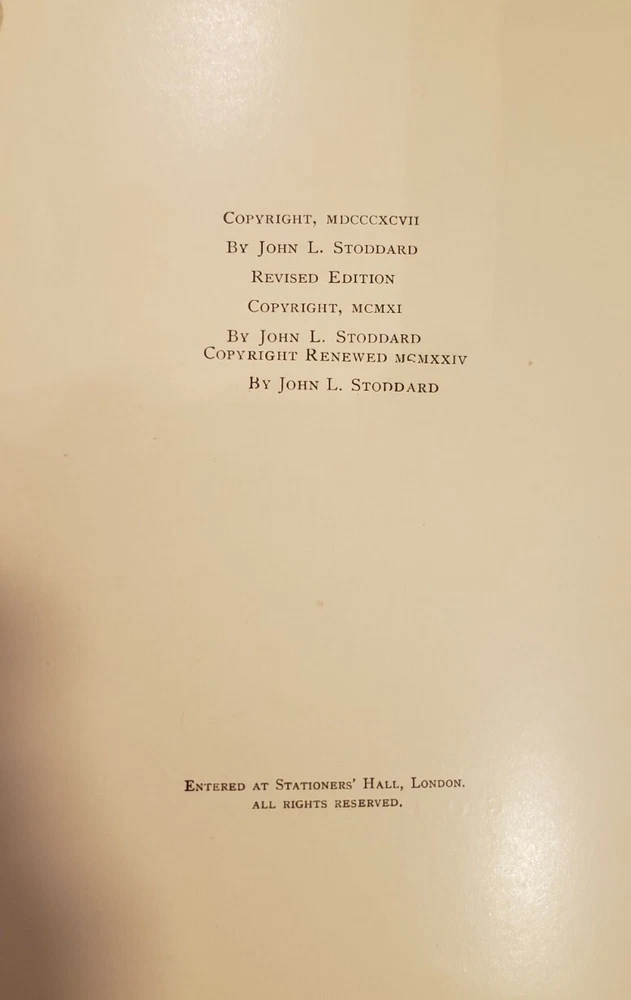 Copyright, MDCCCXCVII
By John L. Stoddard
Revised Edition
Copyright, MCMXI
By John L. Stoddard
Copyright Renewed MCMXXIV
By John L. Stoddard
Entered at Stationers' Hall, London.
ALL RIGHTS RESERVED.